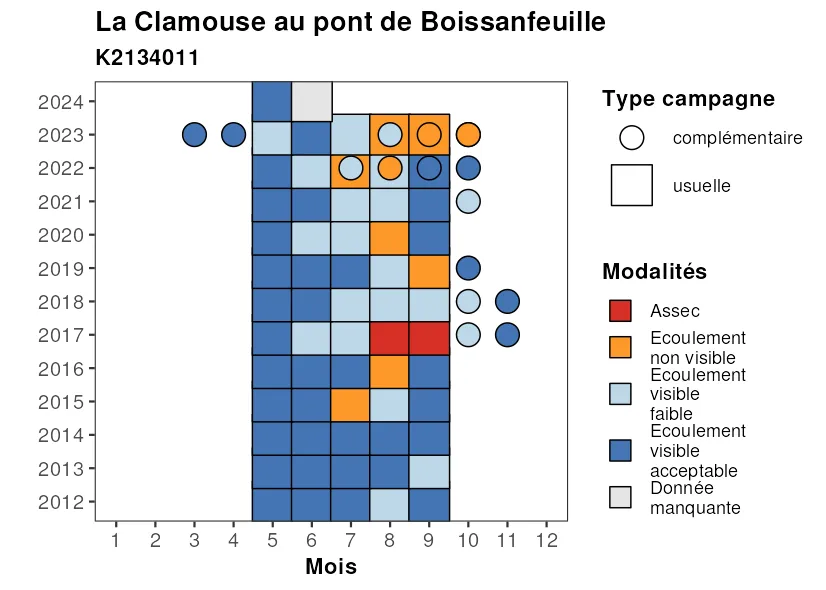 La Clamouse au pont de Boissanfeuille
K2134011
2024
2023
2022
2021
2020
2019
2018
2017
2016
2015
2014
2013
2012
1 2 3 4 5 6 7 8 9 10 11 12
Mois
Type campagne
complémentaire
usuelle
Modalités
Assec
Ecoulement
non visible
Ecoulement
visible
faible
Ecoulement
visible
acceptable
Donnée
manquante